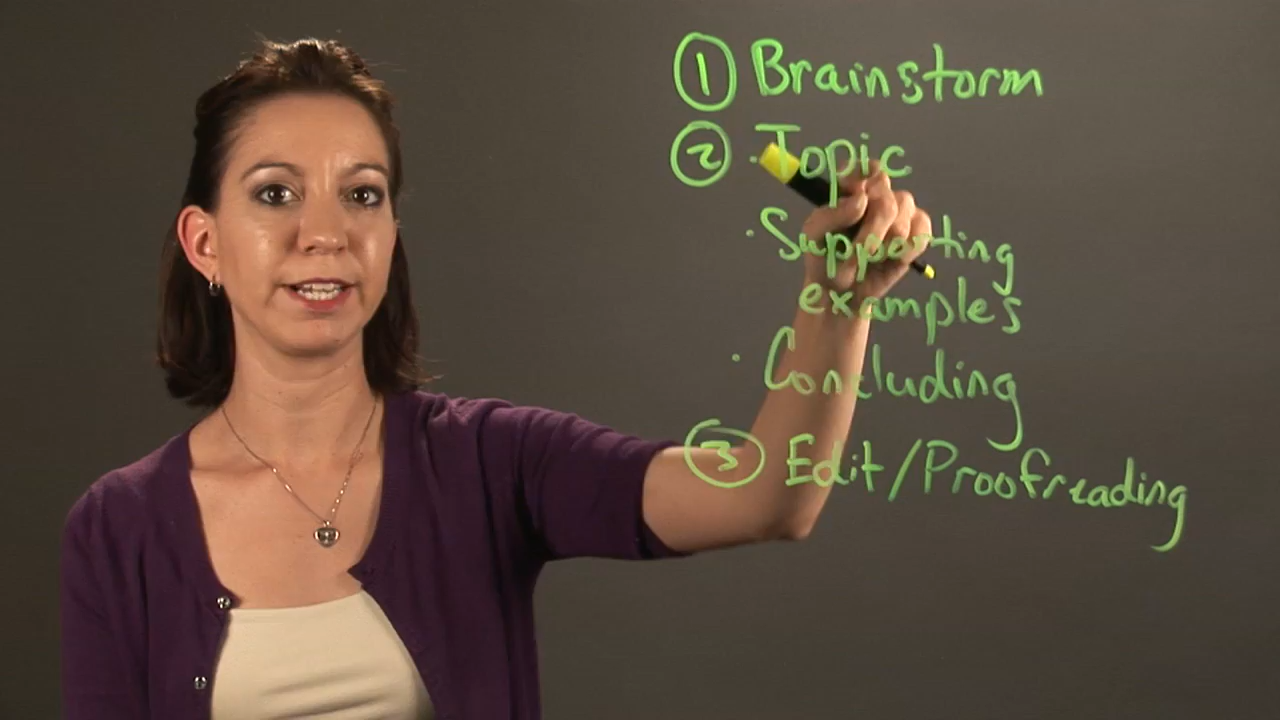 ① Brainstorm
② · Topic
· Supporting
examples
· Concluding
③ Edit/Proofreading